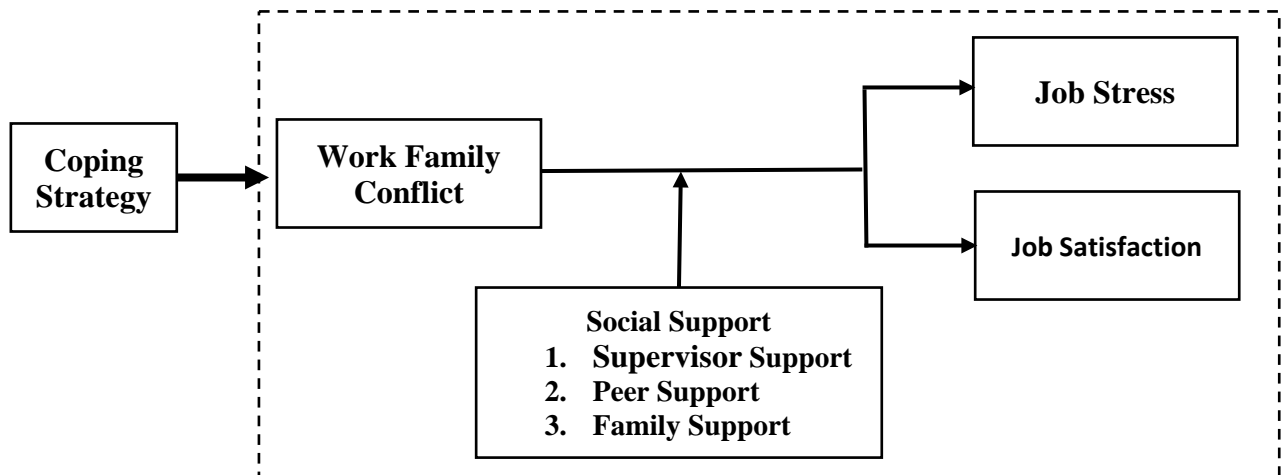 Coping
Strategy
Work Family
Conflict
Job Stress
Job Satisfaction
Social Support
1. Supervisor Support
2. Peer Support
3. Family Support